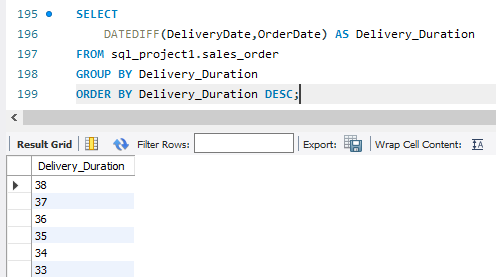 195 SELECT
196 DATEDIFF(DeliveryDate,OrderDate) AS Delivery_Duration
197 FROM sql_project1.sales_order
198 GROUP BY Delivery_Duration
199 ORDER BY Delivery_Duration DESC;
Result Grid Filter Rows: Export: Wrap Cell Content: IA
Delivery_Duration
38
37
36
35
34
33